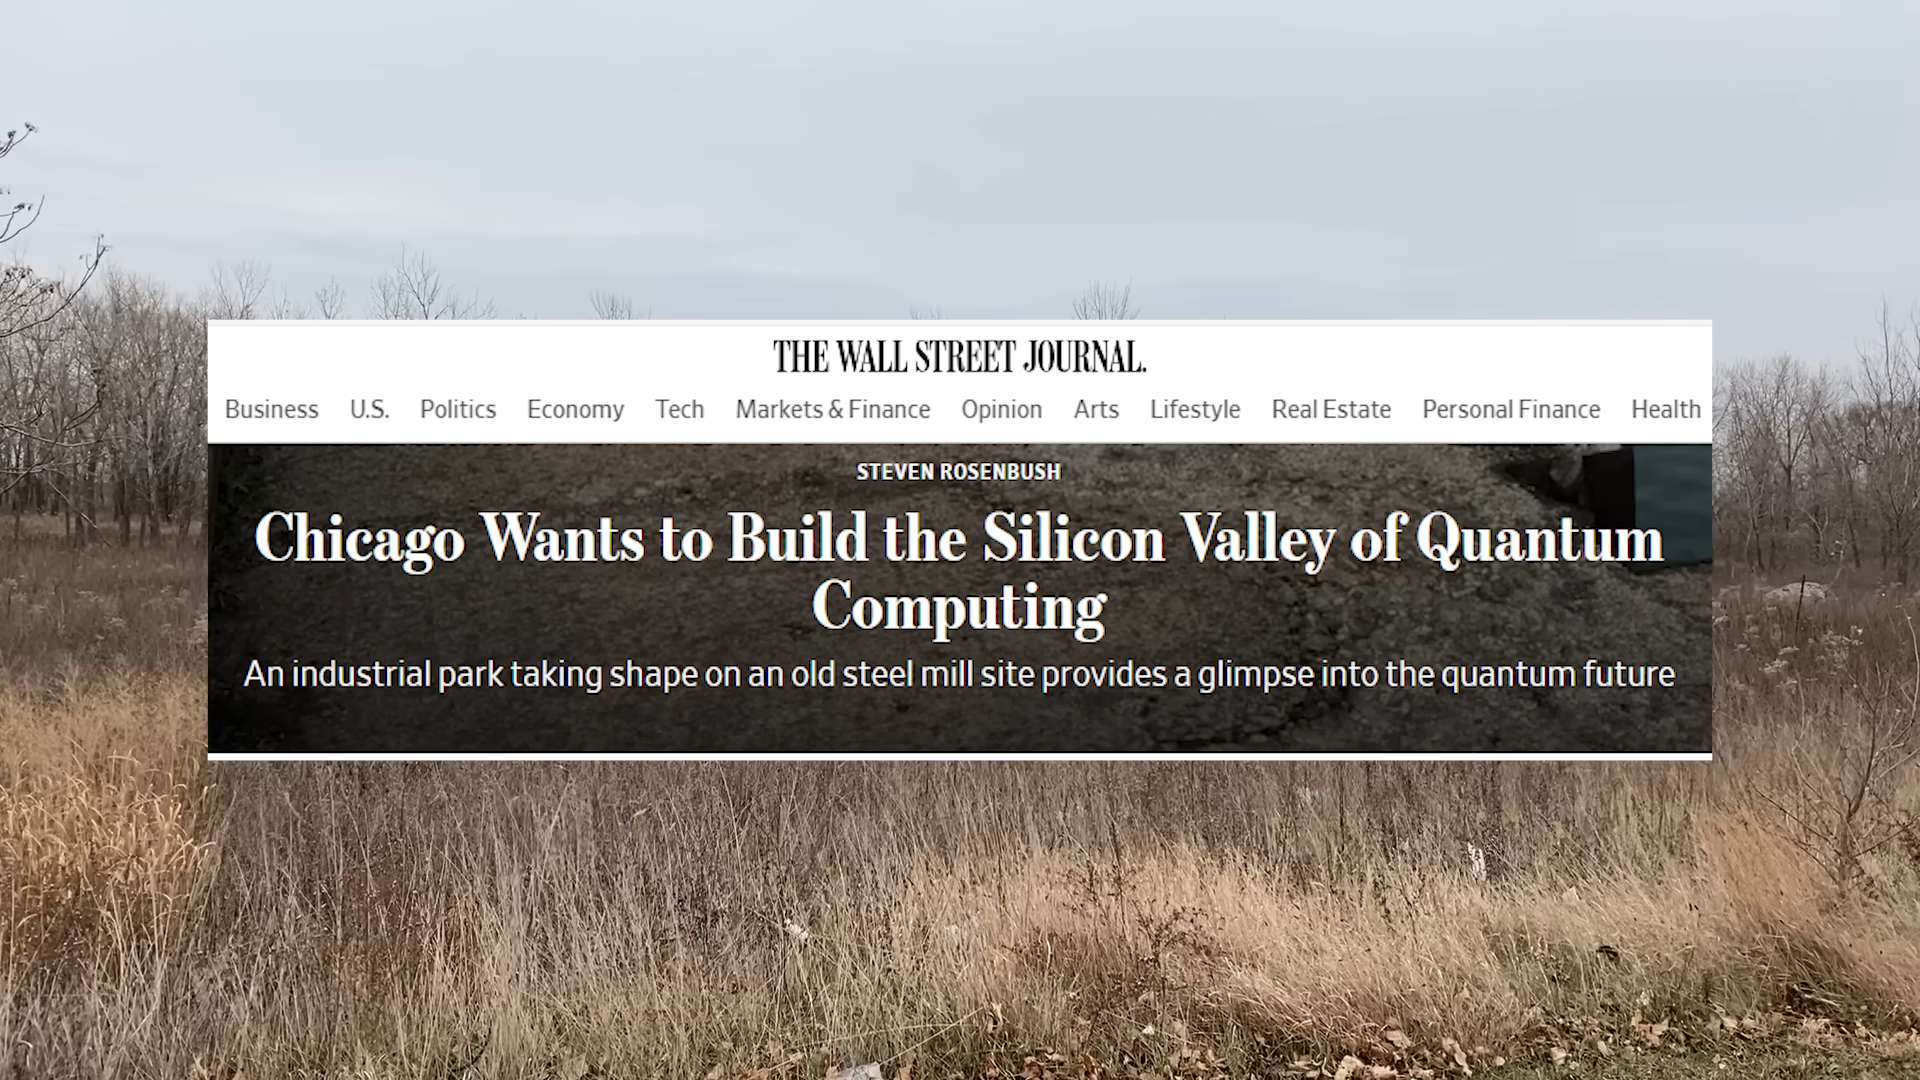 THE WALL STREET JOURNAL.
Business U.S. Politics Economy Tech Markets & Finance Opinion Arts Lifestyle Real Estate Personal Finance Health
STEVEN ROSENBUSH
Chicago Wants to Build the Silicon Valley of Quantum
Computing
An industrial park taking shape on an old steel mill site provides a glimpse into the quantum future